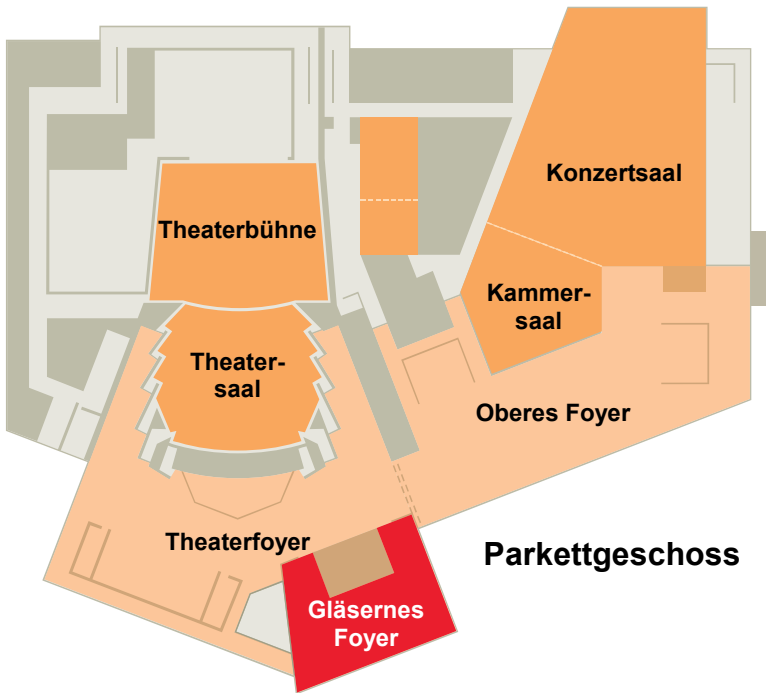 Konzertsaal
Theaterbühne
Kammer-
saal
Theater-
saal
Oberes Foyer
Theaterfoyer
Parkettgeschoss
Gläsernes
Foyer